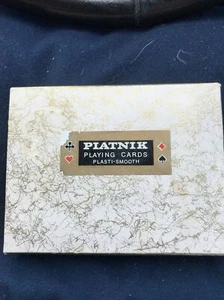 PIATNIK
PLAYING CARDS
PLASTI-SMOOTH